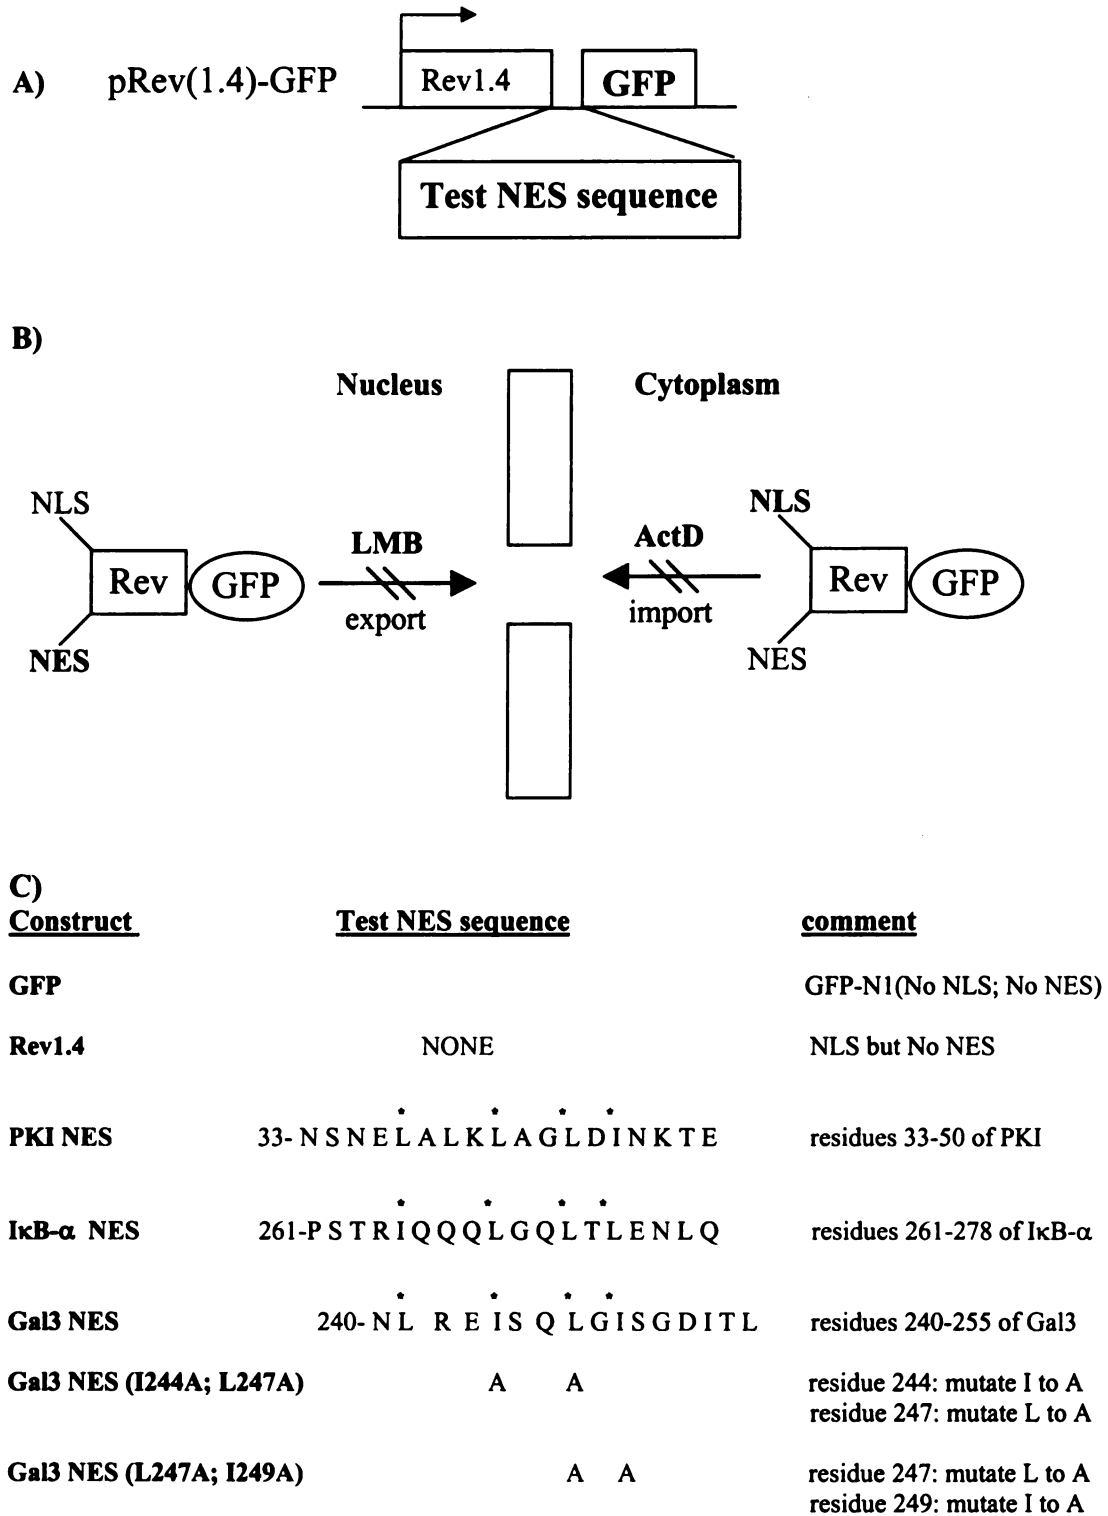 A) pRev(1.4)-GFP Rev1.4 GFP
Test NES sequence
B)
Nucleus Cytoplasm
NLS NLS
LMB ActD
Rev GFP Rev GFP
export import
NES NES
C)
Construct Test NES sequence comment
GFP GFP-N1(No NLS; No NES)
Rev1.4 NONE NLS but No NES
PKI NES 33- N S N E L A L K L A G L D I N K T E residues 33-50 of PKI
IκB-α NES 261-P S T R I Q Q Q L G Q L T L E N L Q residues 261-278 of IκB-α
Gal3 NES 240- N L R E I S Q L G I S G D I T L residues 240-255 of Gal3
Gal3 NES (I244A; L247A) A A residue 244: mutate I to A
residue 247: mutate L to A
Gal3 NES (L247A; I249A) A A residue 247: mutate L to A
residue 249: mutate I to A